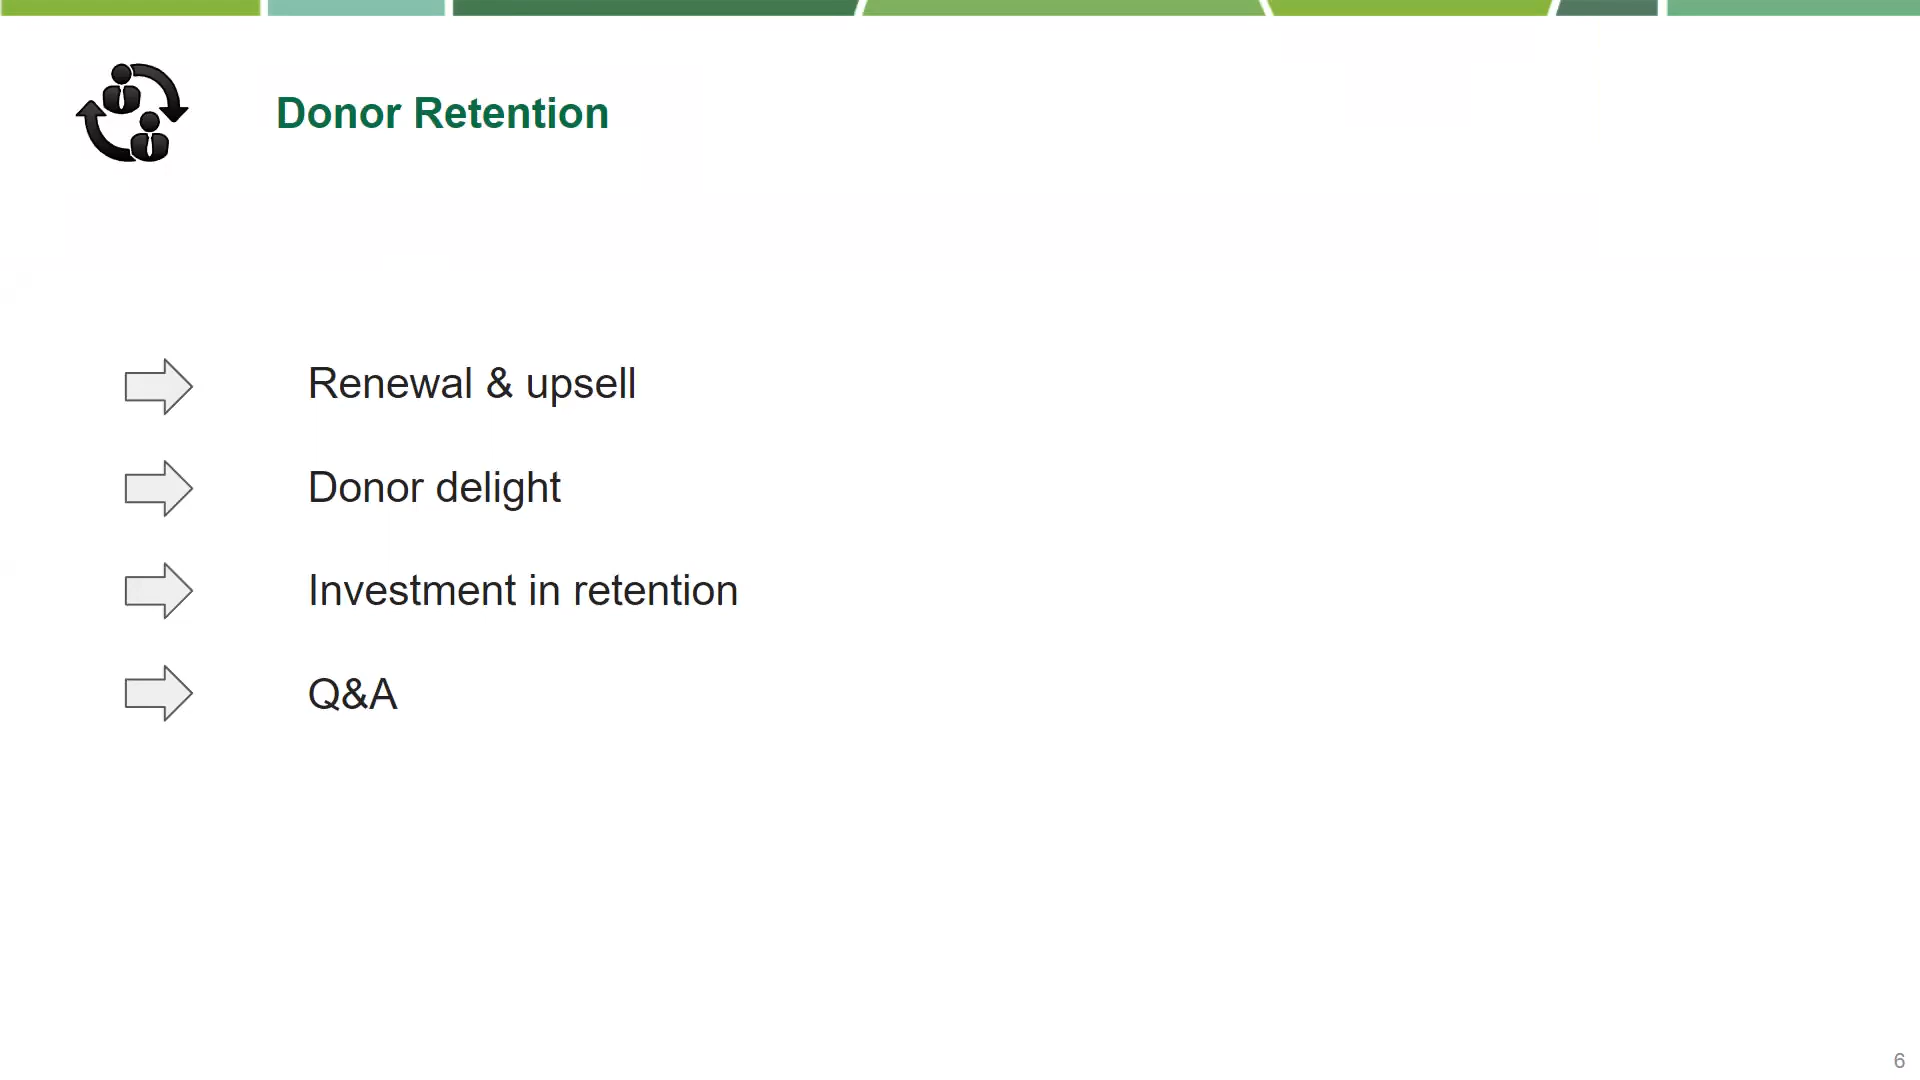 Donor Retention
Renewal & upsell
Donor delight
Investment in retention
Q&A
6